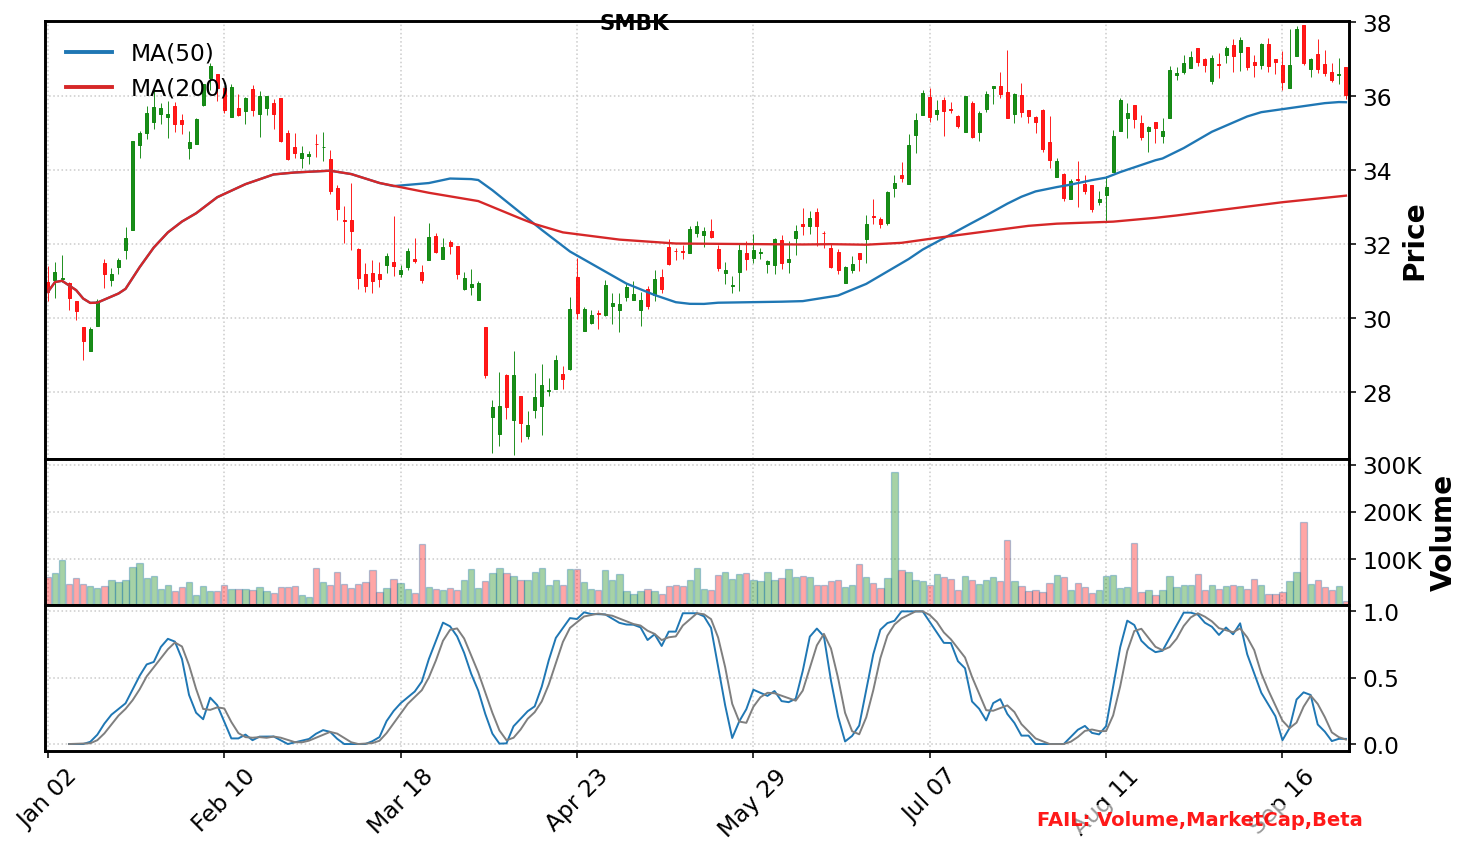 SMBK
MA(50)
MA(200)
38
36
34
32
30
28
Price
300K
200K
100K
Volume
1.0
0.5
0.0
Jan 02
Feb 10
Mar 18
Apr 23
May 29
Jul 07
Aug 11
Sep 16
FAIL: Volume,MarketCap,Beta